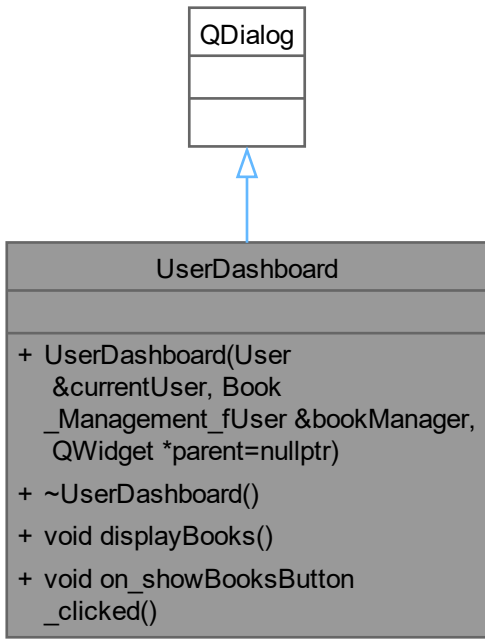 QDialog
UserDashboard
+ UserDashboard(User
&currentUser, Book
_Management_fUser &bookManager,
QWidget *parent=nullptr)
+ ~UserDashboard()
+ void displayBooks()
+ void on_showBooksButton
_clicked()